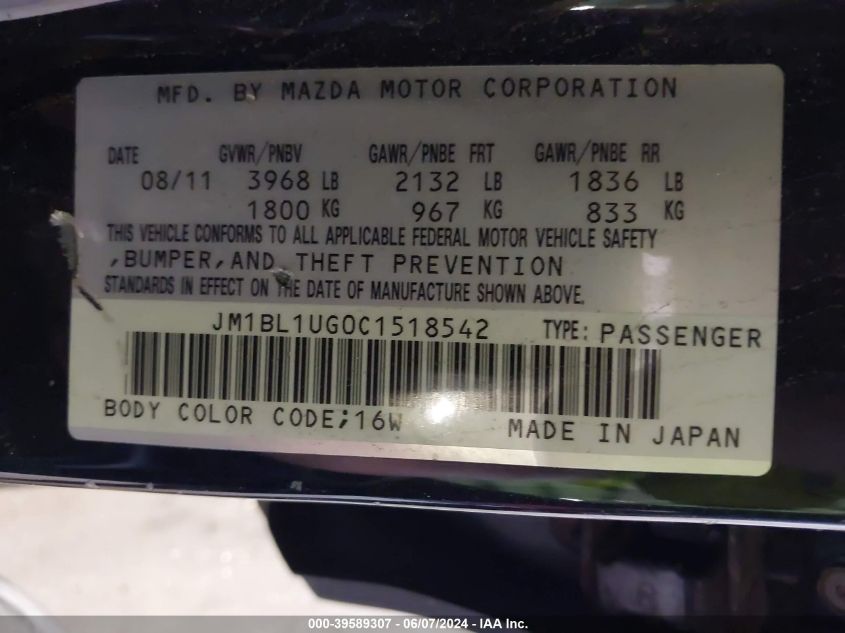 MFD. BY MAZDA MOTOR CORPORATION
DATE GVWR/PNBV GAWR/PNBE FRT GAWR/PNBE RR
08/11 3968 LB 2132 LB 1836 LB
1800 KG 967 KG 833 KG
THIS VEHICLE CONFORMS TO ALL APPLICABLE FEDERAL MOTOR VEHICLE SAFETY
,BUMPER,AND THEFT PREVENTION
STANDARDS IN EFFECT ON THE DATE OF MANUFACTURE SHOWN ABOVE.
JM1BL1UG0C1518542 TYPE: PASSENGER
BODY COLOR CODE;16W MADE IN JAPAN
000-39589307 - 06/07/2024 - IAA Inc.